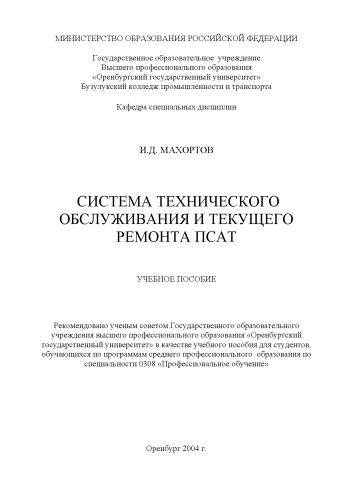 МИНИСТЕРСТВО ОБРАЗОВАНИЯ РОССИЙСКОЙ ФЕДЕРАЦИИ
Государственное образовательное учреждение
Высшего профессионального образования
«Оренбургский государственный университет»
Бузулукский колледж промышленности и транспорта
Кафедра специальных дисциплин
И.Д. МАХОРТОВ
СИСТЕМА ТЕХНИЧЕСКОГО
ОБСЛУЖИВАНИЯ И ТЕКУЩЕГО
РЕМОНТА ПСАТ
УЧЕБНОЕ ПОСОБИЕ
Рекомендовано ученым советом Государственного образовательного
учреждения высшего профессионального образования «Оренбургский
государственный университет» в качестве учебного пособия для студентов,
обучающихся по программам среднего профессионального образования по
специальности 0308 «Профессиональное обучение»
Оренбург 2004 г.